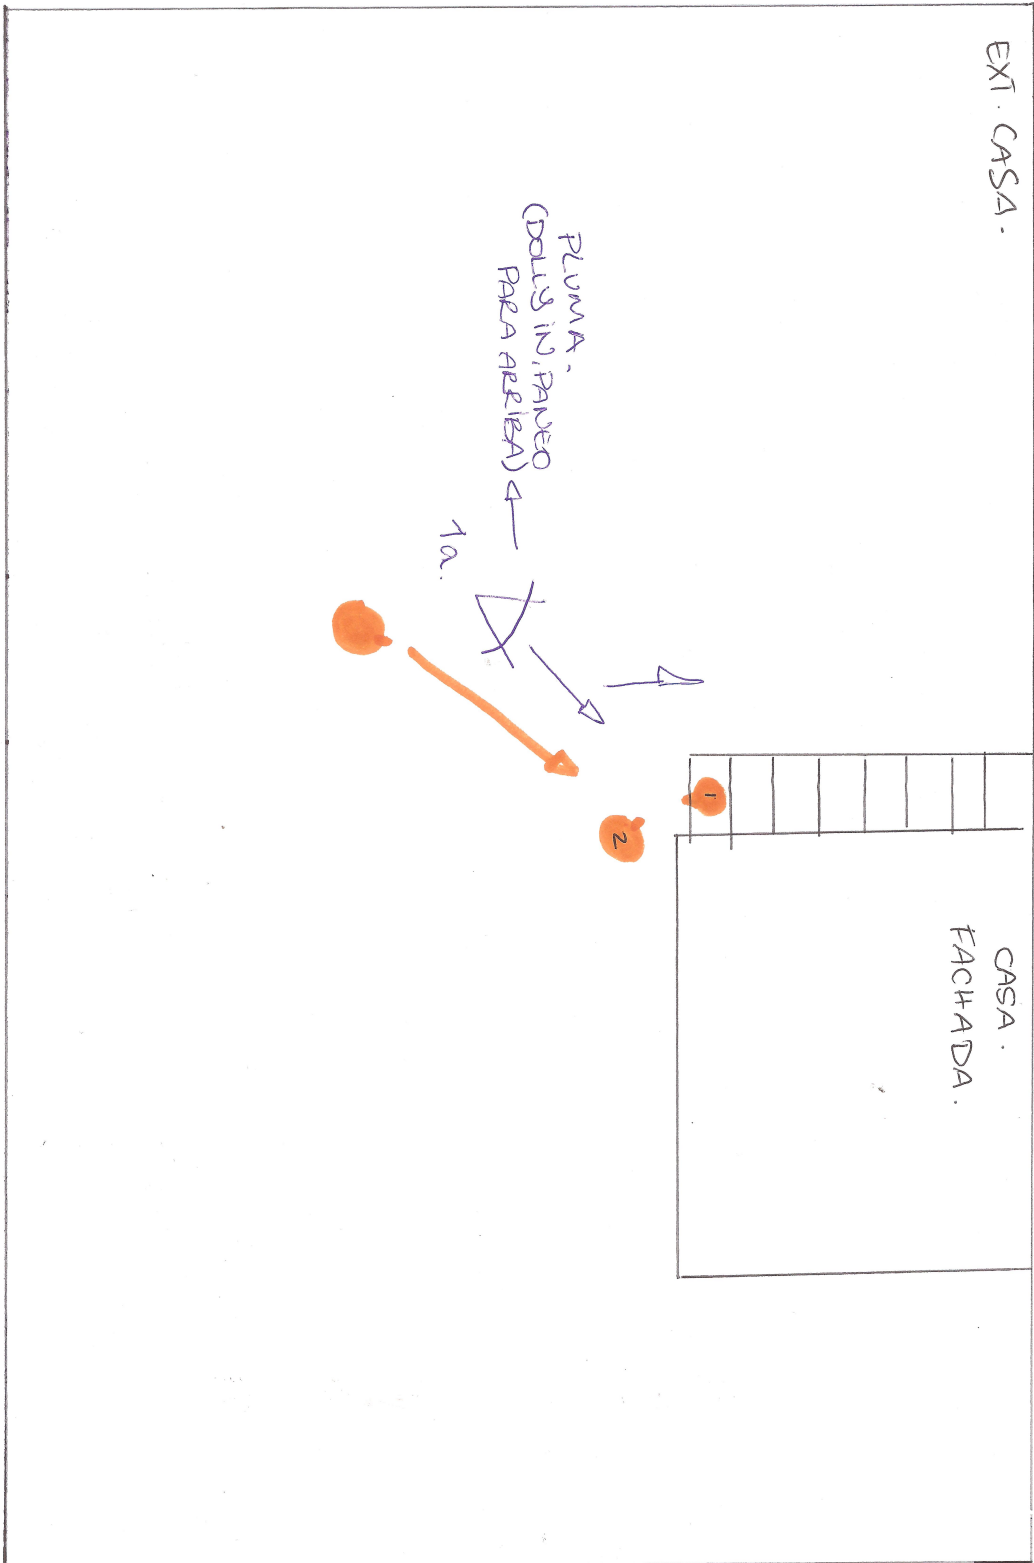 EXT. CASA.
CASA.
FACHADA.
PLUMA.
(DOLLY IN, PANEO
PARA ARRIBA)
1a.
1
2